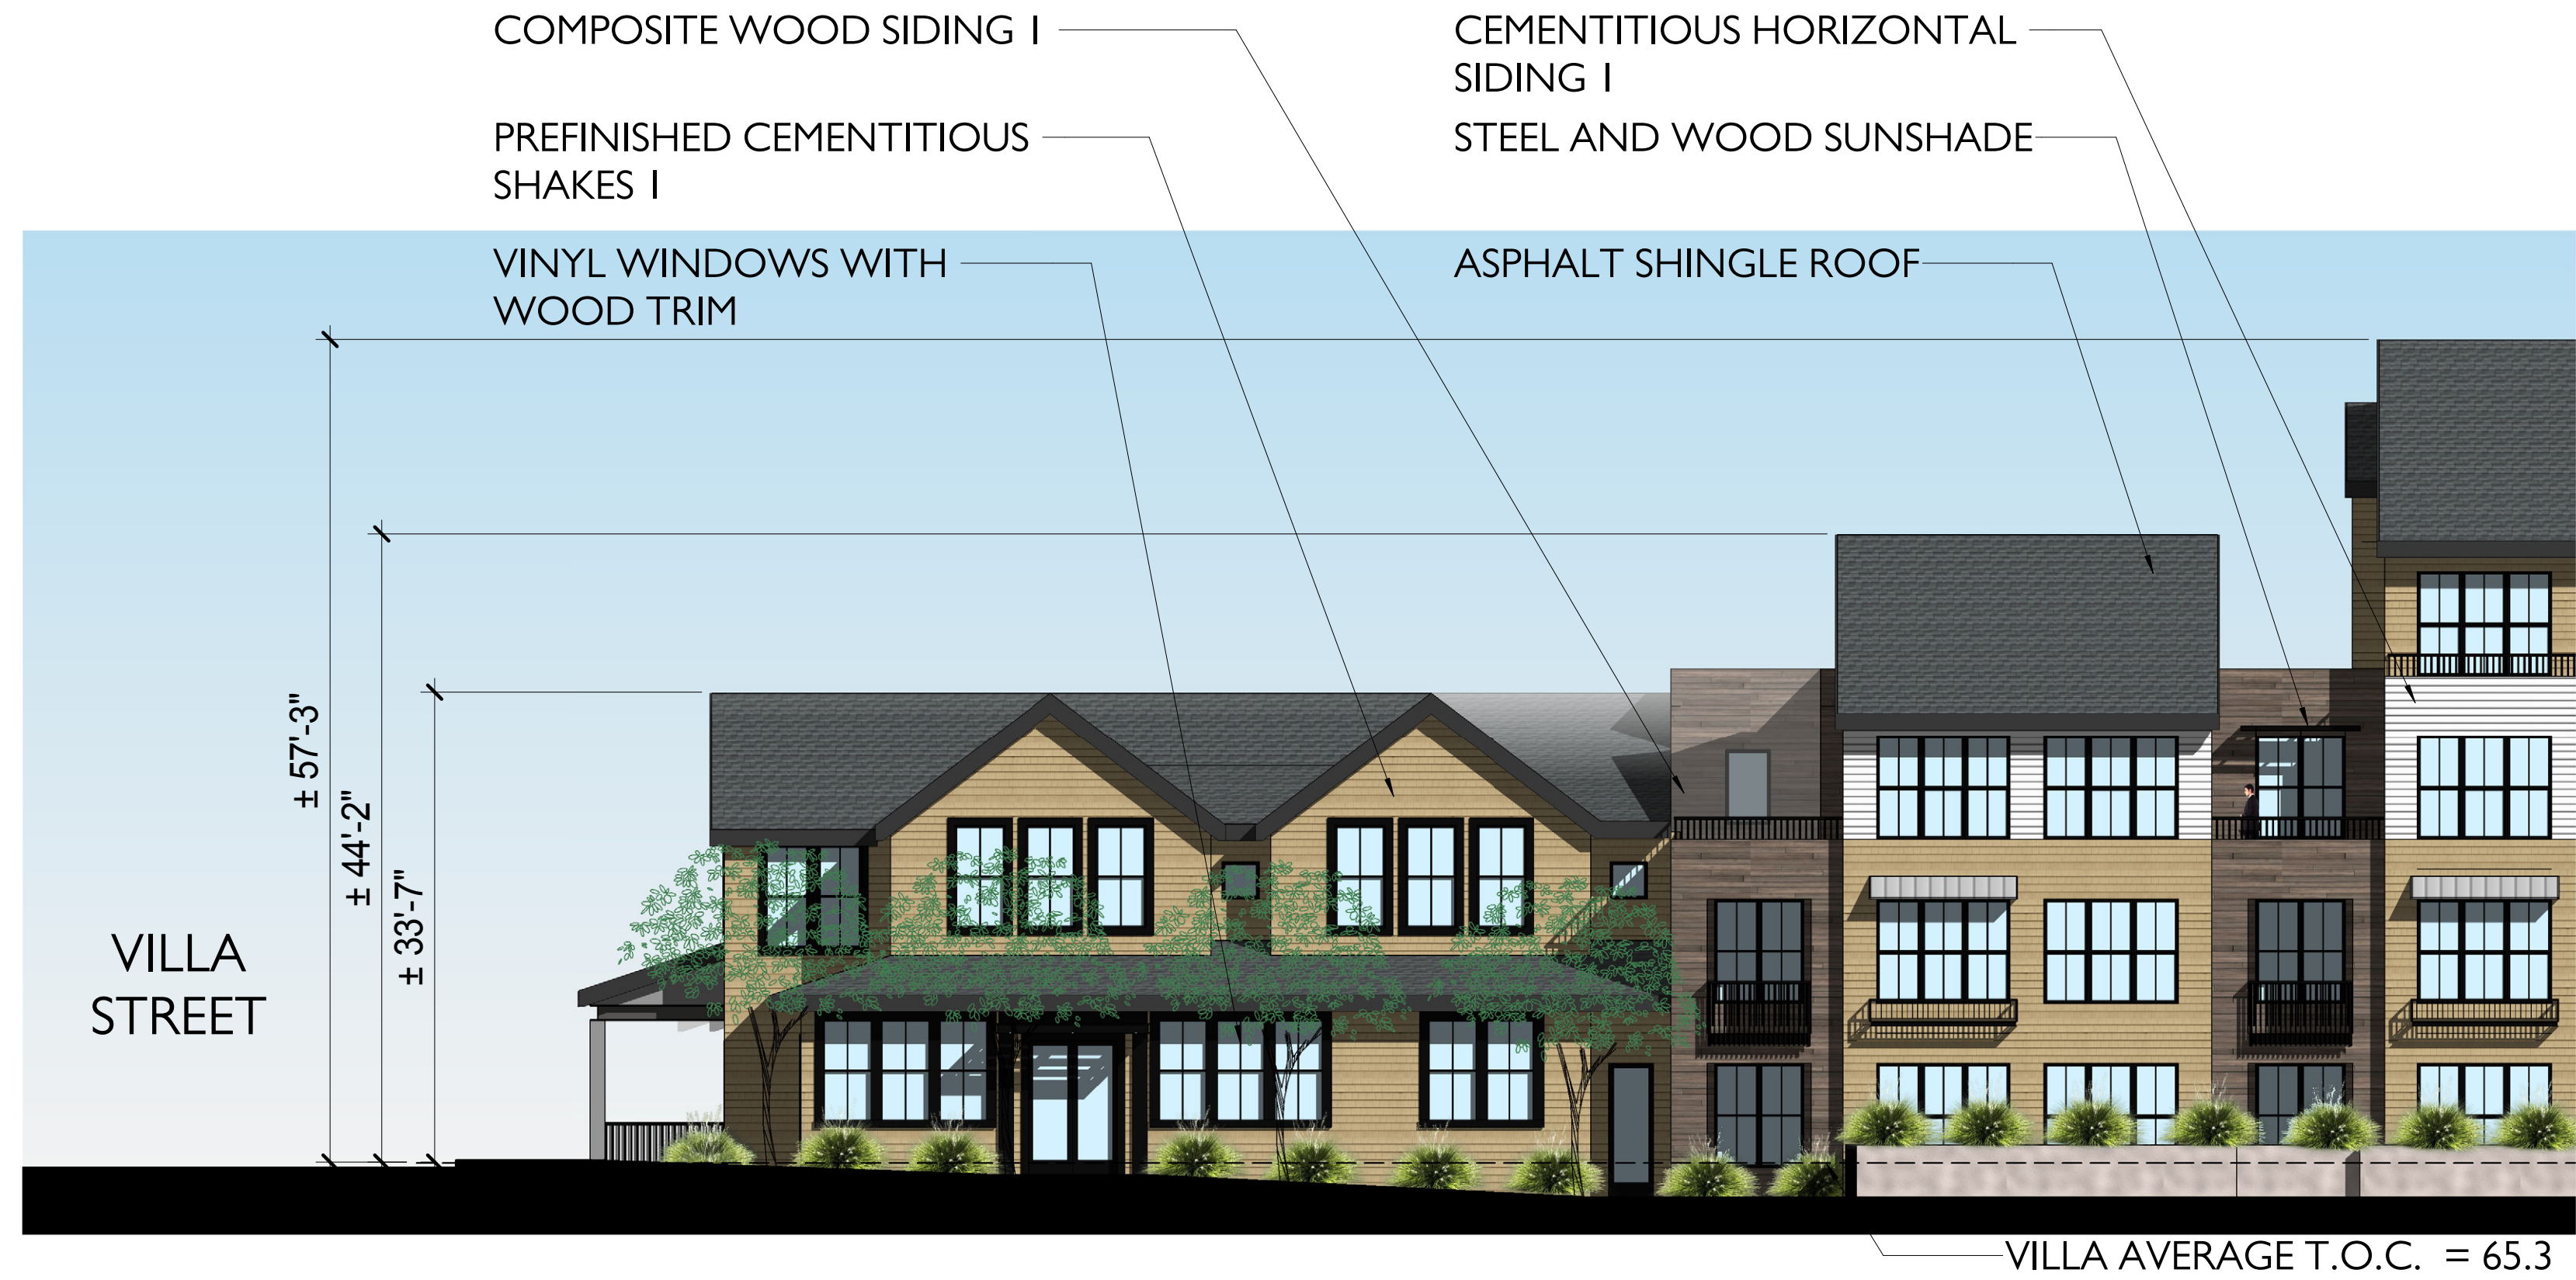 COMPOSITE WOOD SIDING 1
PREFINISHED CEMENTITIOUS
SHAKES 1
VINYL WINDOWS WITH
WOOD TRIM
CEMENTITIOUS HORIZONTAL
SIDING 1
STEEL AND WOOD SUNSHADE
ASPHALT SHINGLE ROOF
± 57'-3"
± 44'-2"
± 33'-7"
VILLA
STREET
VILLA AVERAGE T.O.C. = 65.3